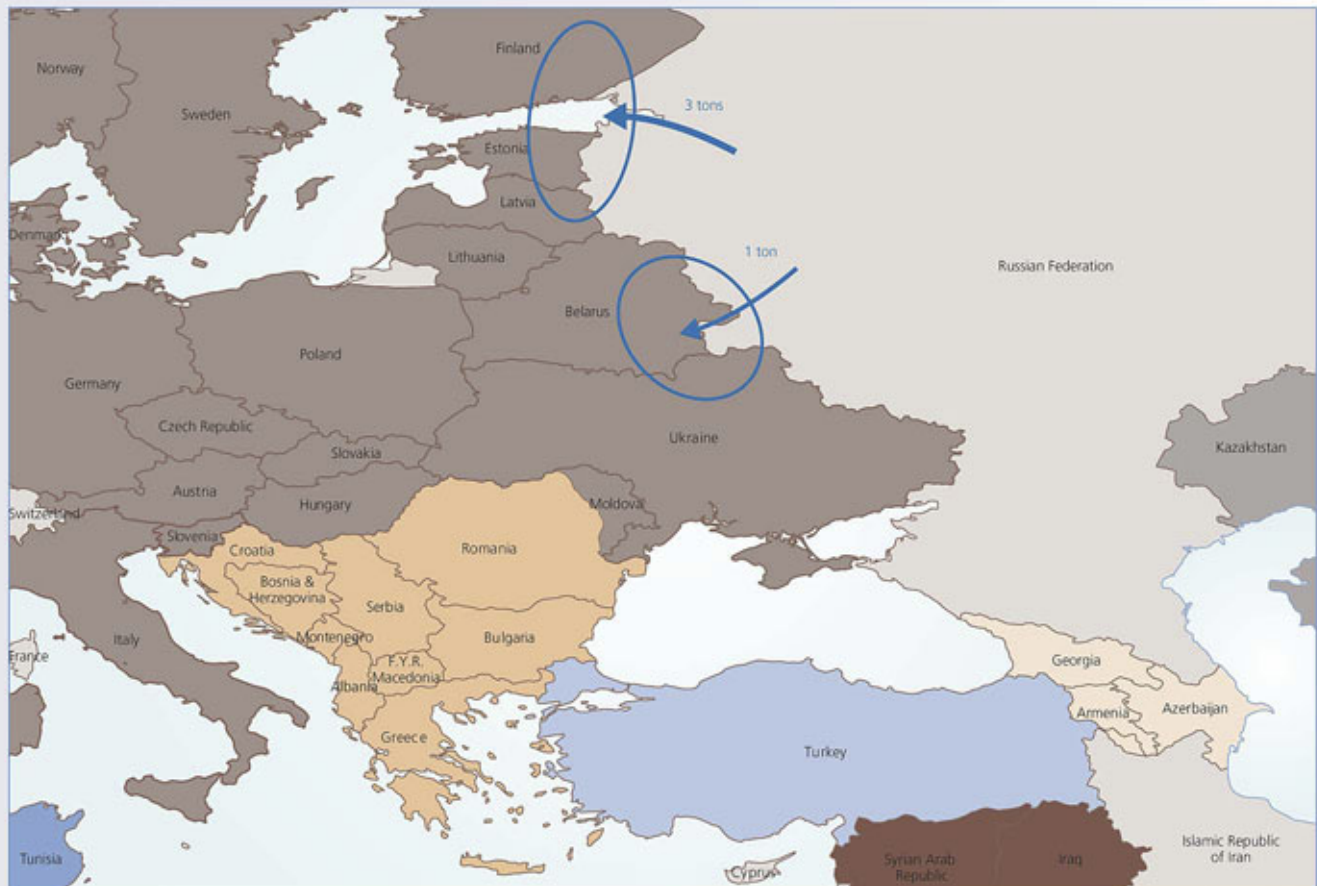 Finland
Norway
3 tons
Sweden
Estonia
Latvia
Denmark
1 ton
Lithuania
Russian Federation
Belarus
Poland
Germany
Czech Republic
Ukraine
Kazakhstan
Slovakia
Austria
Hungary
Moldova
Switzerland
Slovenia
Croatia
Romania
Bosnia &
Herzegovina
Serbia
Montenegro
Bulgaria
Italy
France
F.Y.R.
Macedonia
Georgia
Albania
Armenia
Azerbaijan
Greece
Turkey
Islamic Republic
of Iran
Tunisia
Cyprus
Syrian Arab
Republic
Iraq